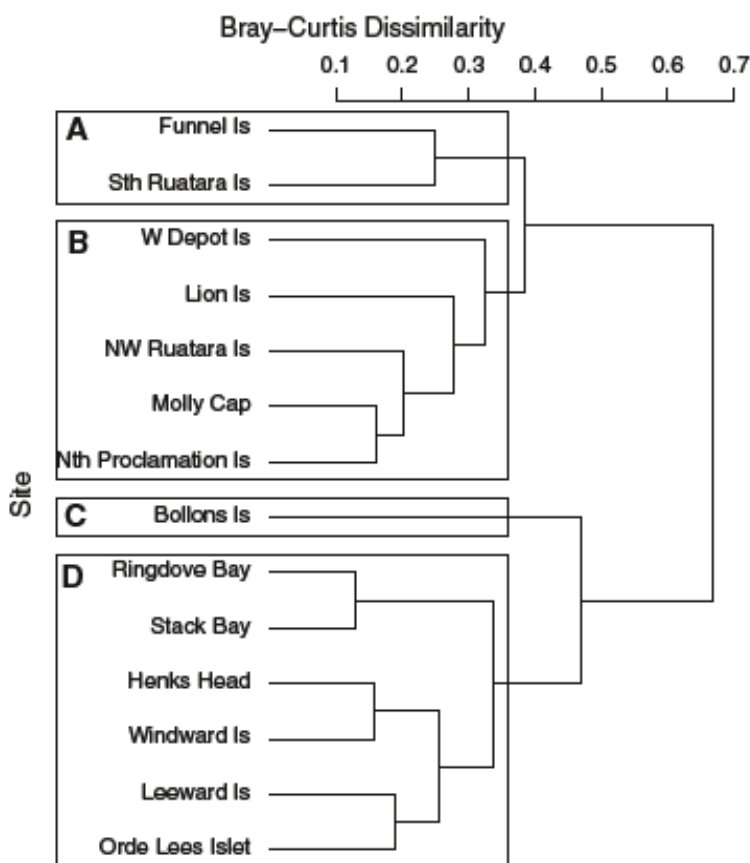 Bray–Curtis Dissimilarity
0.1 0.2 0.3 0.4 0.5 0.6 0.7
A
Funnel Is
Sth Ruatara Is
B
W Depot Is
Lion Is
NW Ruatara Is
Molly Cap
Nth Proclamation Is
Site
C
Bollons Is
D
Ringdove Bay
Stack Bay
Henks Head
Windward Is
Leeward Is
Orde Lees Islet